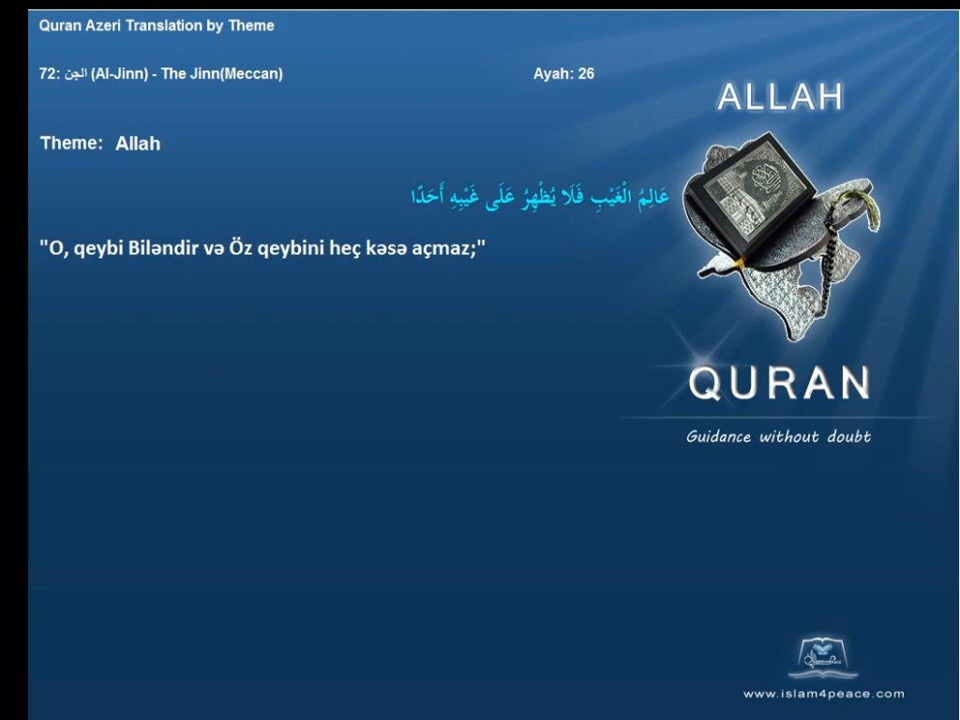 Quran Azeri Translation by Theme
72: الجن (Al-Jinn) - The Jinn(Meccan) Ayah: 26
ALLAH
Theme: Allah
عَالِمُ الْغَيْبِ فَلَا يُظْهِرُ عَلَى غَيْبِهِ أَحَدًا
"O, qeybi Biləndir və Öz qeybini heç kəsə açmaz;"
QURAN
Guidance without doubt
www.islam4peace.com